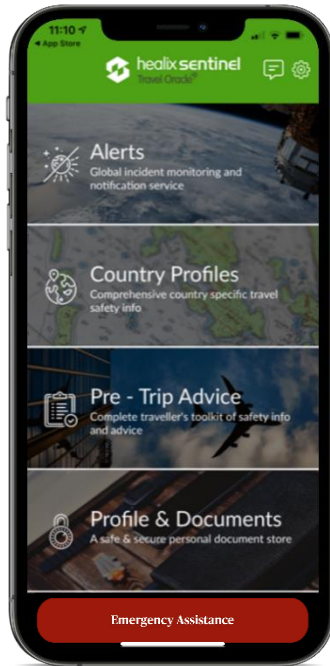 11:10
App Store
healix sentinel
Travel Oracle®
Alerts
Global incident monitoring and
notification service
Country Profiles
Comprehensive country specific travel
safety info
Pre - Trip Advice
Complete traveller's toolkit of safety info
and advice
Profile & Documents
A safe & secure personal document store
Emergency Assistance